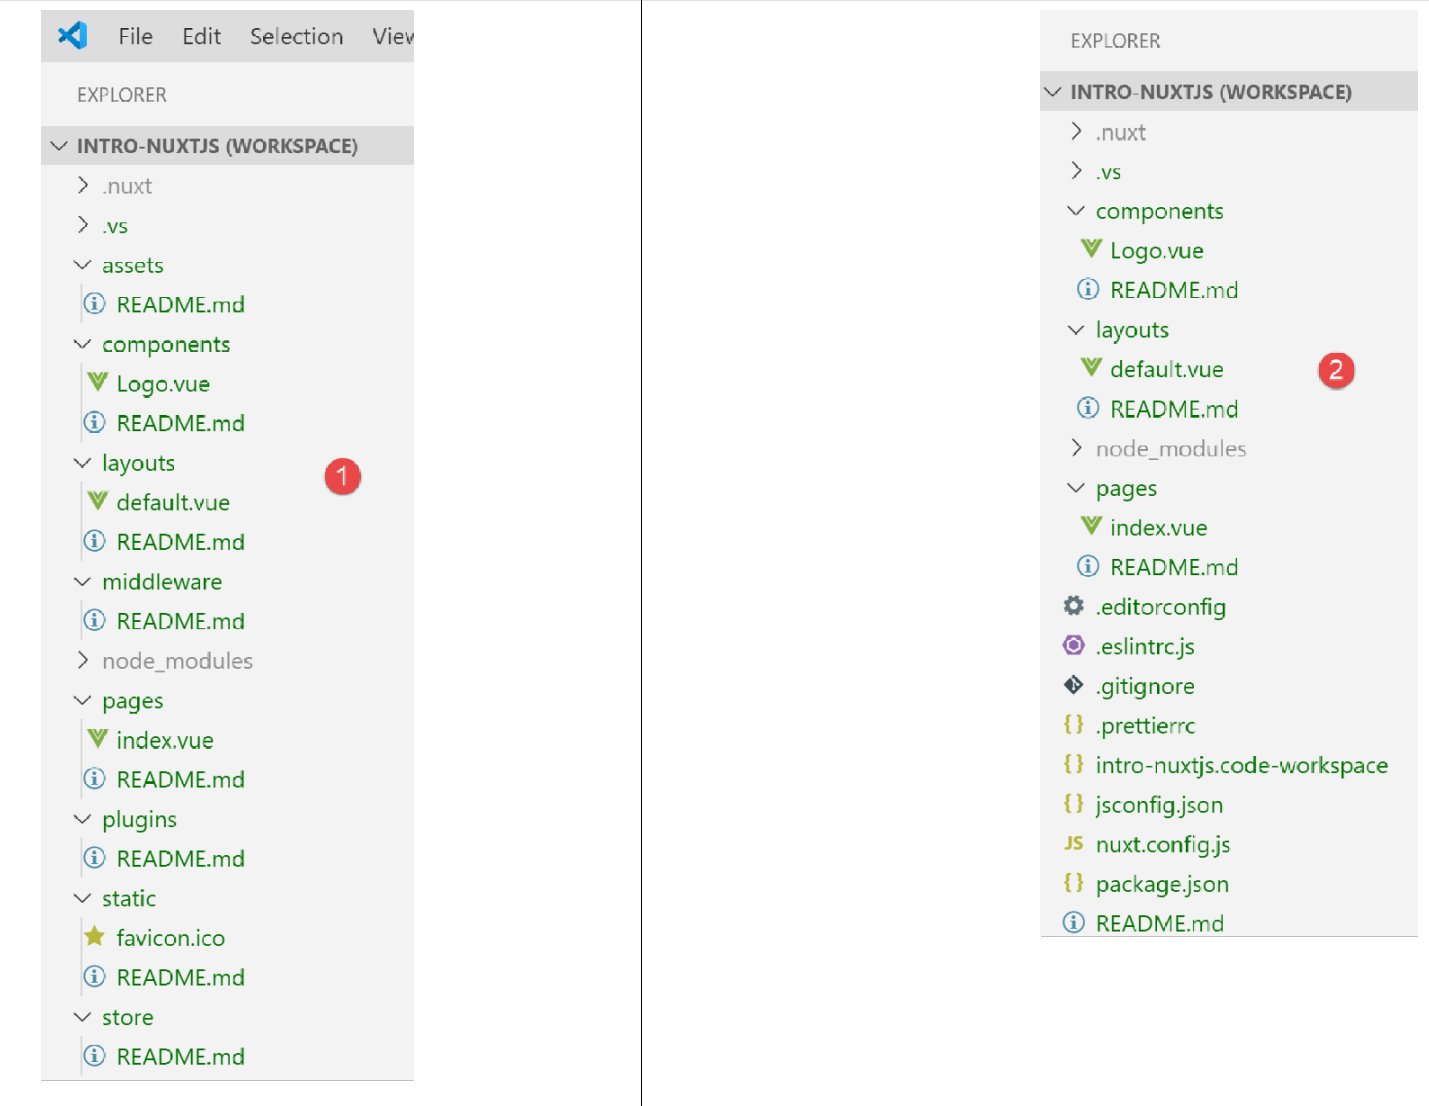 File Edit Selection View
EXPLORER
INTRO-NUXTJS (WORKSPACE)
.nuxt
.vs
assets
README.md
components
Logo.vue
README.md
layouts
1
default.vue
README.md
middleware
README.md
node_modules
pages
index.vue
README.md
plugins
README.md
static
favicon.ico
README.md
store
README.md
EXPLORER
INTRO-NUXTJS (WORKSPACE)
.nuxt
.vs
components
Logo.vue
README.md
layouts
default.vue 2
README.md
node_modules
pages
index.vue
README.md
.editorconfig
.eslintrc.js
.gitignore
{} .prettierrc
{} intro-nuxtjs.code-workspace
{} jsconfig.json
JS nuxt.config.js
{} package.json
README.md